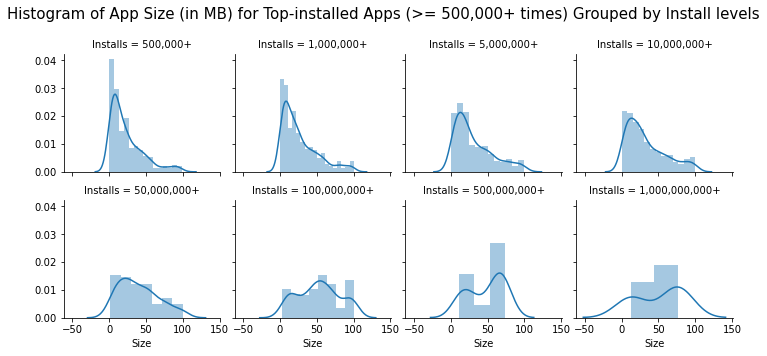 Histogram of App Size (in MB) for Top-installed Apps (>= 500,000+ times) Grouped by Install levels
Installs = 500,000+
Installs = 1,000,000+
Installs = 5,000,000+
Installs = 10,000,000+
0.04
0.03
0.02
0.01
0.00
Installs = 50,000,000+
Installs = 100,000,000+
Installs = 500,000,000+
Installs = 1,000,000,000+
0.04
0.03
0.02
0.01
0.00
−50 0 50 100 150
−50 0 50 100 150
−50 0 50 100 150
−50 0 50 100 150
Size
Size
Size
Size